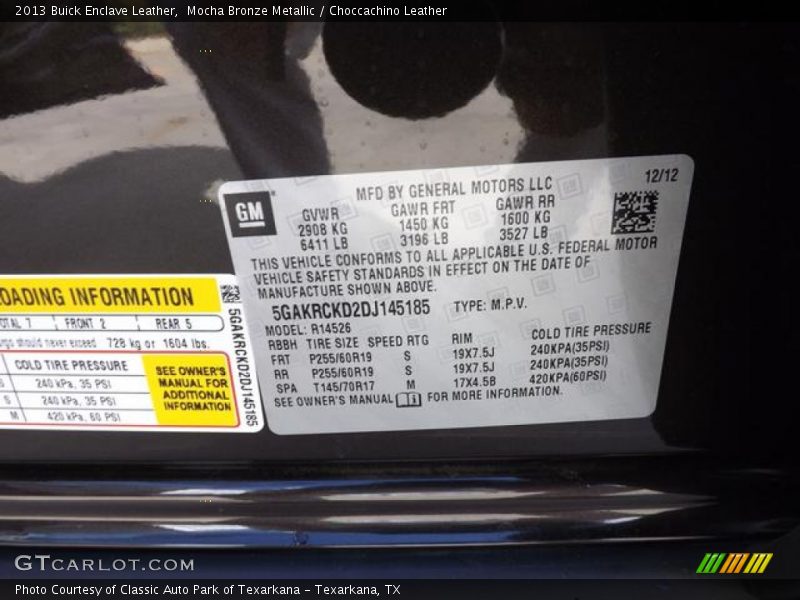 2013 Buick Enclave Leather,  Mocha Bronze Metallic / Choccachino Leather
12/12
MFD BY GENERAL MOTORS LLC
GM
GVWR GAWR FRT GAWR RR
2908 KG 1450 KG 1600 KG
6411 LB 3196 LB 3527 LB
THIS VEHICLE CONFORMS TO ALL APPLICABLE U.S. FEDERAL MOTOR
VEHICLE SAFETY STANDARDS IN EFFECT ON THE DATE OF
MANUFACTURE SHOWN ABOVE.
5GAKRCKD2DJ145185 TYPE: M.P.V.
MODEL: R14526
RBBH TIRE SIZE SPEED RTG RIM COLD TIRE PRESSURE
FRT P255/60R19 S 19X7.5J 240KPA(35PSI)
RR P255/60R19 S 19X7.5J 240KPA(35PSI)
SPA T145/70R17 M 17X4.5B 420KPA(60PSI)
SEE OWNER'S MANUAL FOR MORE INFORMATION.
OADING INFORMATION
OTAL 7 FRONT 2 REAR 5
should never exceed 728 kg or 1604 lbs.
COLD TIRE PRESSURE
240 kPa, 35 PSI
S 240 kPa, 35 PSI
M 420 kPa, 60 PSI
SEE OWNER'S
MANUAL FOR
ADDITIONAL
INFORMATION
5GAKRCKD2DJ145185
GTCARLOT.COM
Photo Courtesy of Classic Auto Park of Texarkana - Texarkana, TX